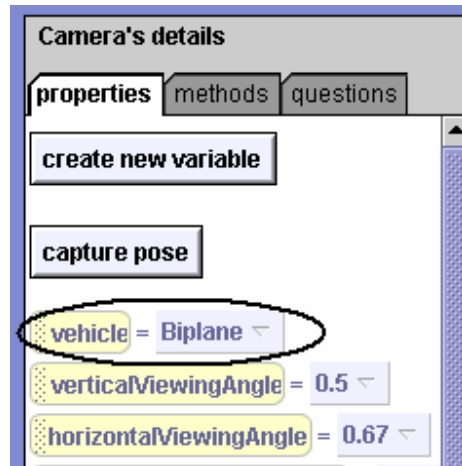 Camera's details
properties methods questions
create new variable
capture pose
vehicle = Biplane
verticalViewingAngle = 0.5
horizontalViewingAngle = 0.67